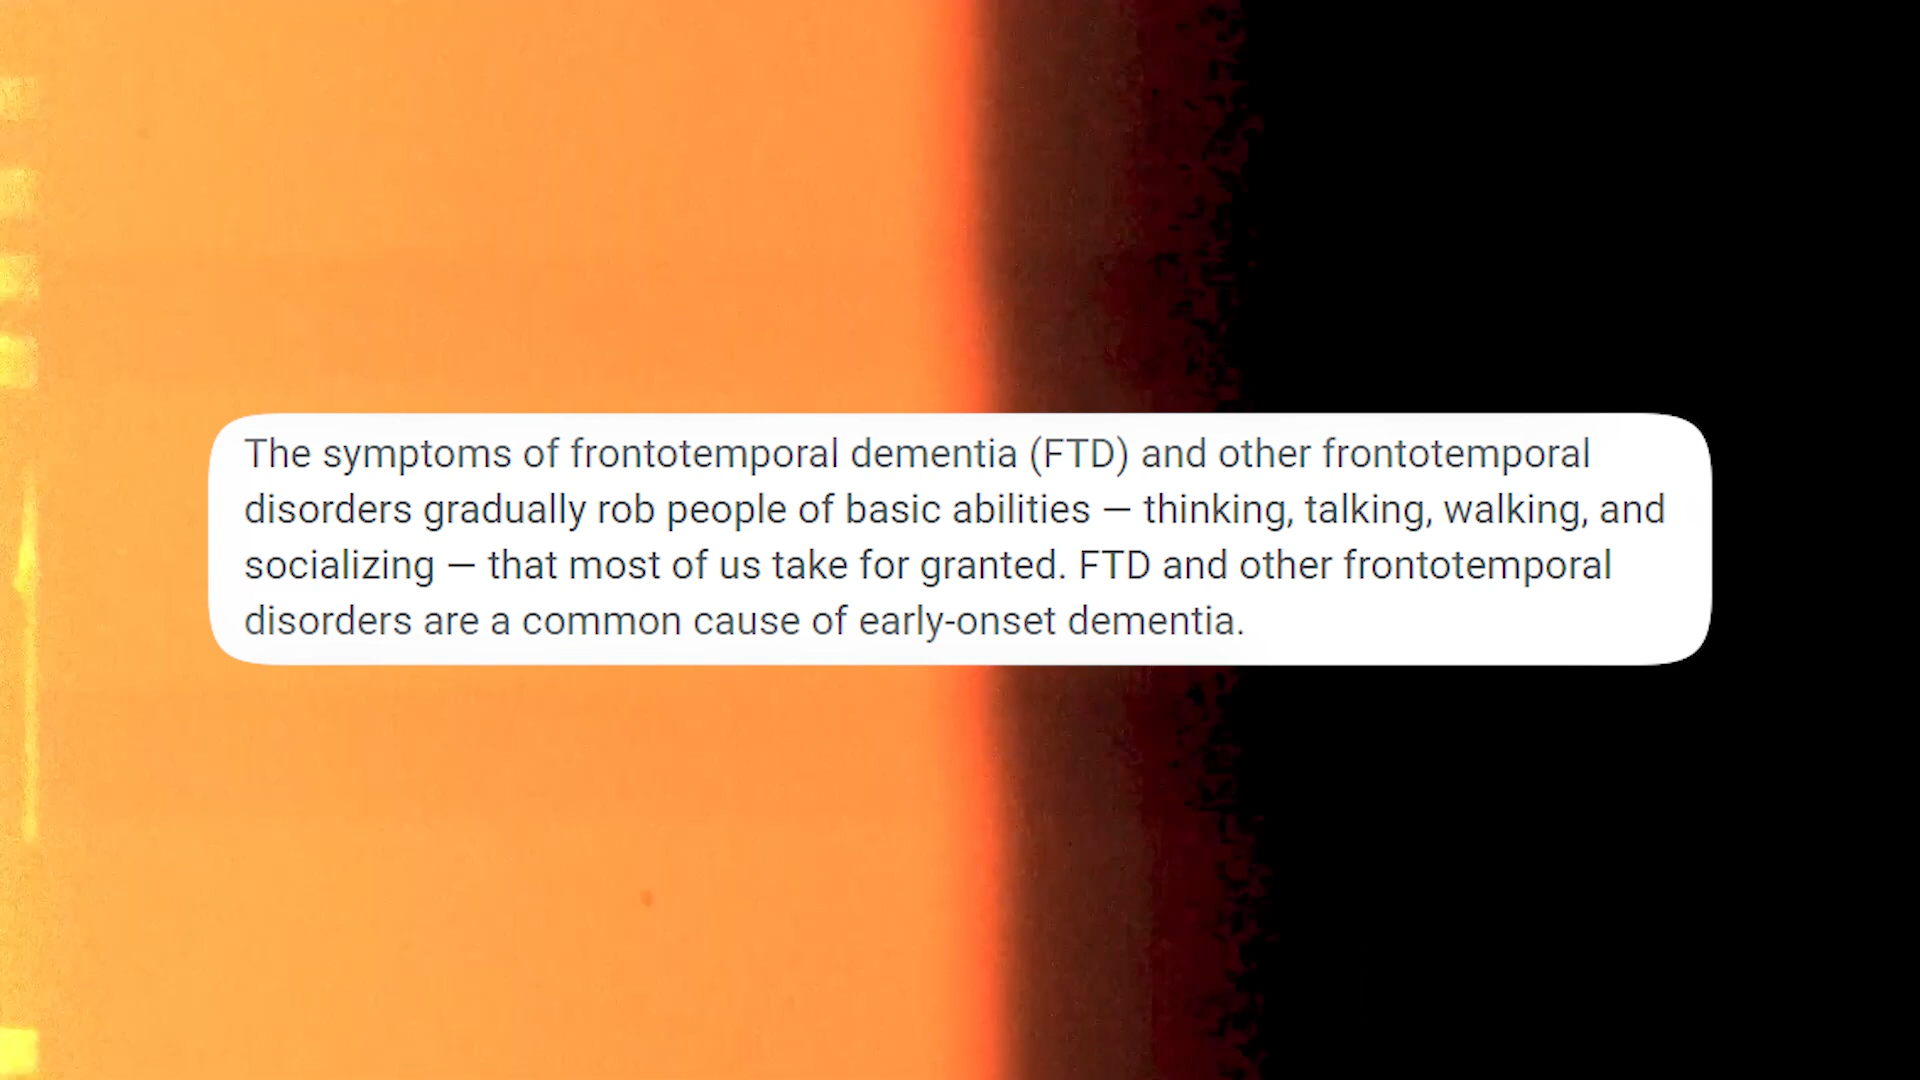 The symptoms of frontotemporal dementia (FTD) and other frontotemporal
disorders gradually rob people of basic abilities — thinking, talking, walking, and
socializing — that most of us take for granted. FTD and other frontotemporal
disorders are a common cause of early-onset dementia.